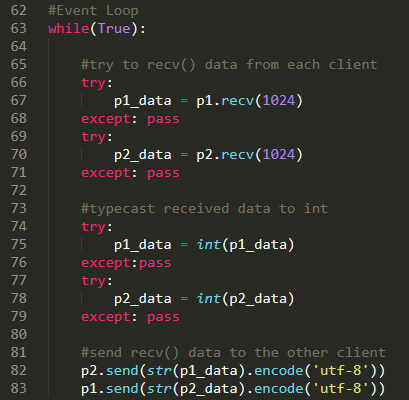 62 #Event Loop
63 while(True):
64
65     #try to recv() data from each client
66     try:
67         p1_data = p1.recv(1024)
68     except: pass
69     try:
70         p2_data = p2.recv(1024)
71     except: pass
72
73     #typecast received data to int
74     try:
75         p1_data = int(p1_data)
76     except:pass
77     try:
78         p2_data = int(p2_data)
79     except: pass
80
81     #send recv() data to the other client
82     p2.send(str(p1_data).encode('utf-8'))
83     p1.send(str(p2_data).encode('utf-8'))